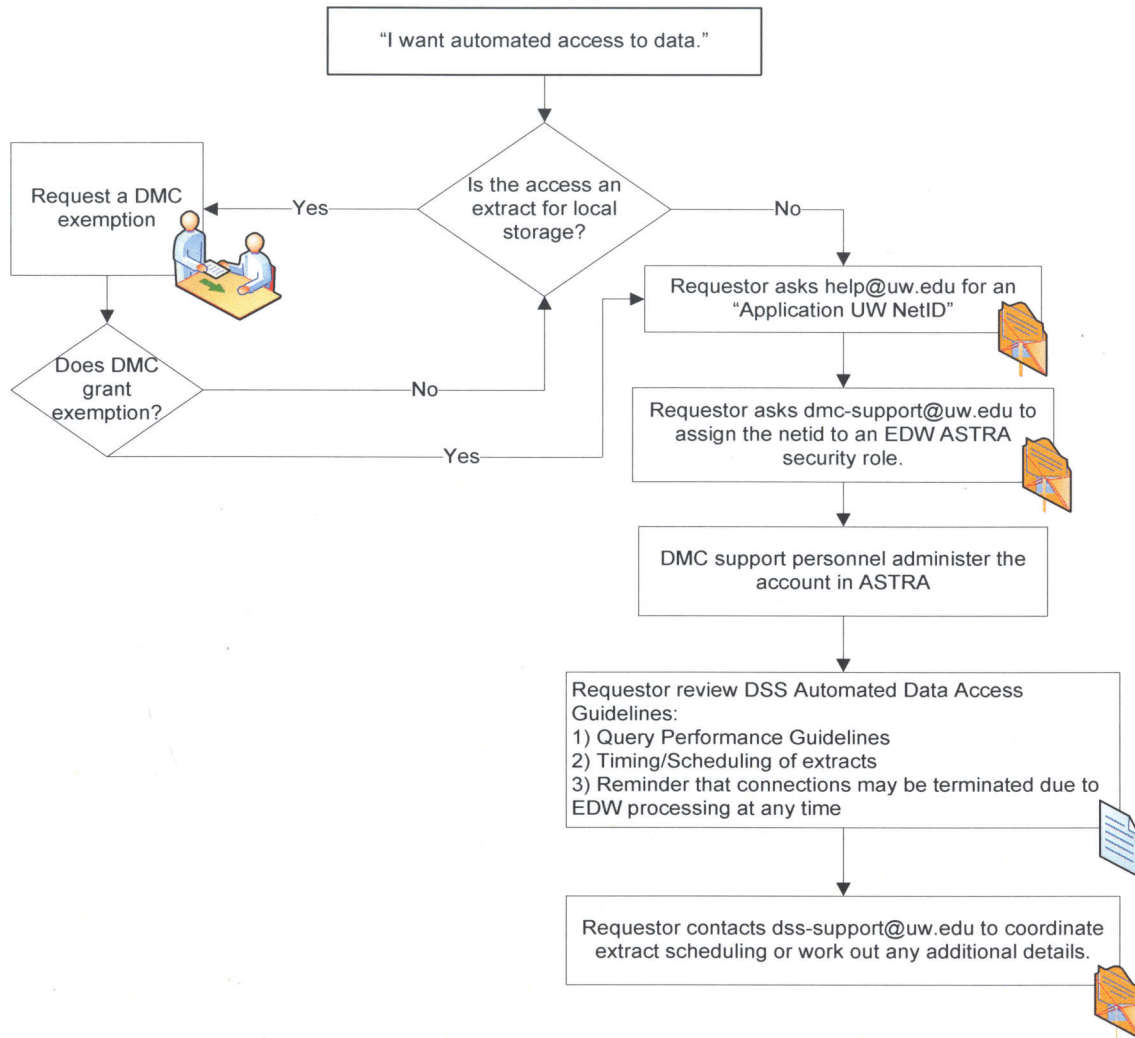 “I want automated access to data.”
Is the access an
extract for local
storage?
Yes
No
Request a DMC
exemption
Does DMC
grant
exemption?
No
Yes
Requestor asks help@uw.edu for an
“Application UW NetID”
Requestor asks dmc-support@uw.edu to
assign the netid to an EDW ASTRA
security role.
DMC support personnel administer the
account in ASTRA
Requestor review DSS Automated Data Access
Guidelines:
1) Query Performance Guidelines
2) Timing/Scheduling of extracts
3) Reminder that connections may be terminated due to
EDW processing at any time
Requestor contacts dss-support@uw.edu to coordinate
extract scheduling or work out any additional details.